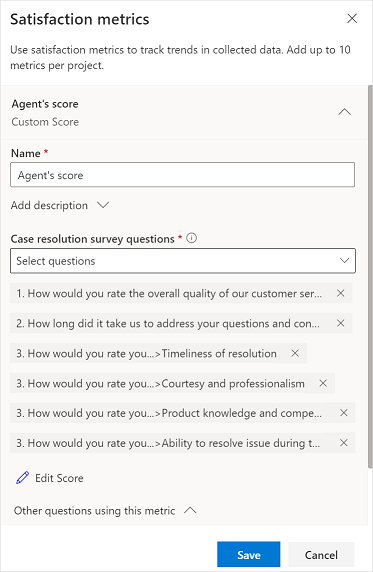 Satisfaction metrics
Use satisfaction metrics to track trends in collected data. Add up to 10
metrics per project.
Agent's score
Custom Score
Name *
Agent's score
Add description
Case resolution survey questions *
Select questions
1. How would you rate the overall quality of our customer ser...
2. How long did it take us to address your questions and con...
3. How would you rate you...>Timeliness of resolution
3. How would you rate you...>Courtesy and professionalism
3. How would you rate you...>Product knowledge and compe...
3. How would you rate you...>Ability to resolve issue during t...
Edit Score
Other questions using this metric
Save Cancel